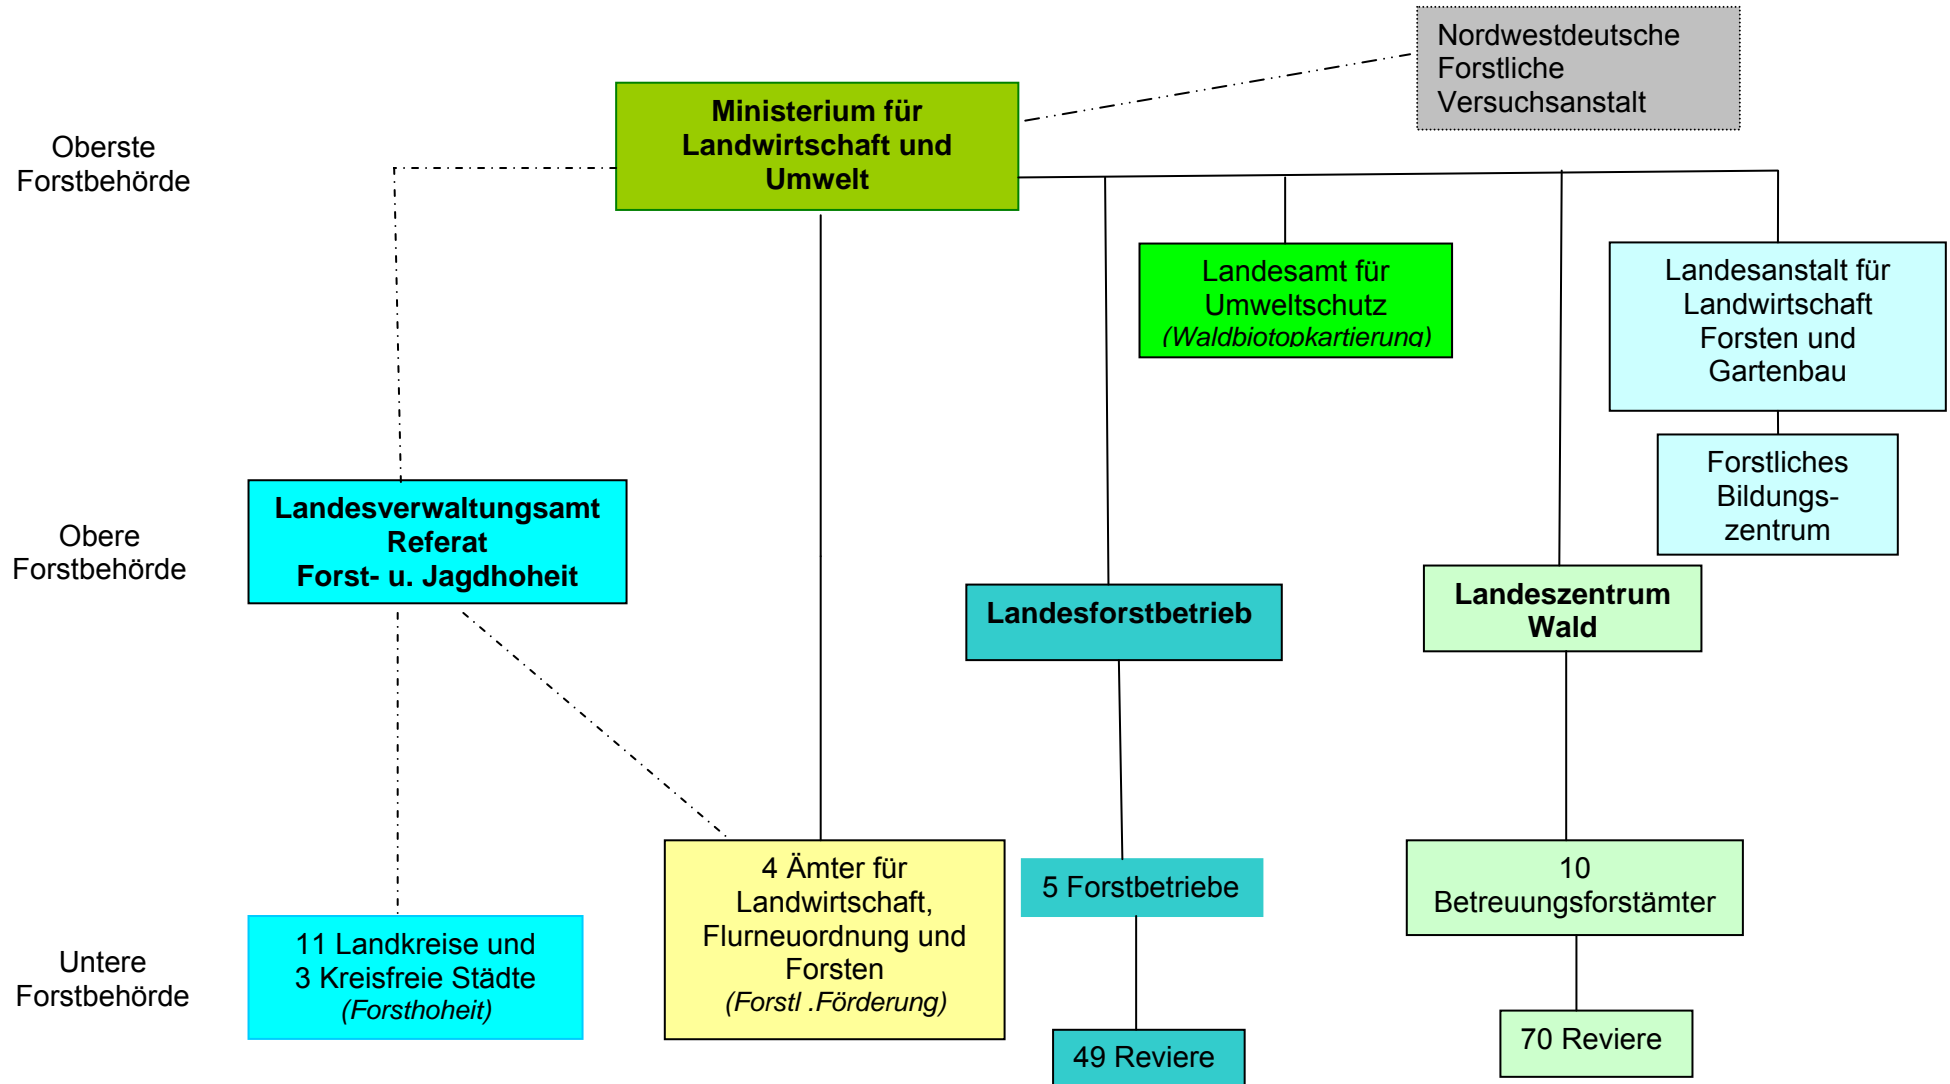 Nordwestdeutsche
Forstliche
Versuchsanstalt
Ministerium für
Landwirtschaft und
Umwelt
Oberste
Forstbehörde
Landesamt für
Umweltschutz
(Waldbiotopkartierung)
Landesanstalt für
Landwirtschaft
Forsten und
Gartenbau
Forstliches
Bildungs-
zentrum
Obere
Forstbehörde
Landesverwaltungsamt
Referat
Forst- u. Jagdhoheit
Landesforstbetrieb
Landeszentrum
Wald
Untere
Forstbehörde
11 Landkreise und
3 Kreisfreie Städte
(Forsthoheit)
4 Ämter für
Landwirtschaft,
Flurneuordnung und
Forsten
(Forstl .Förderung)
5 Forstbetriebe
49 Reviere
10
Betreuungsforstämter
70 Reviere